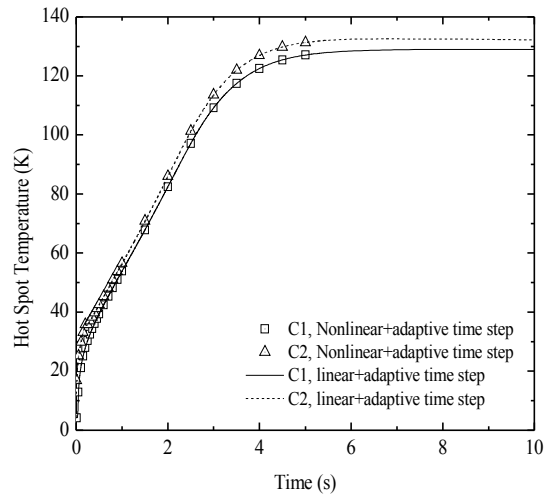 140
120
100
80
60
40
20
0
Hot Spot Temperature (K)
C1, Nonlinear+adaptive time step
C2, Nonlinear+adaptive time step
C1, linear+adaptive time step
C2, linear+adaptive time step
0 2 4 6 8 10
Time (s)